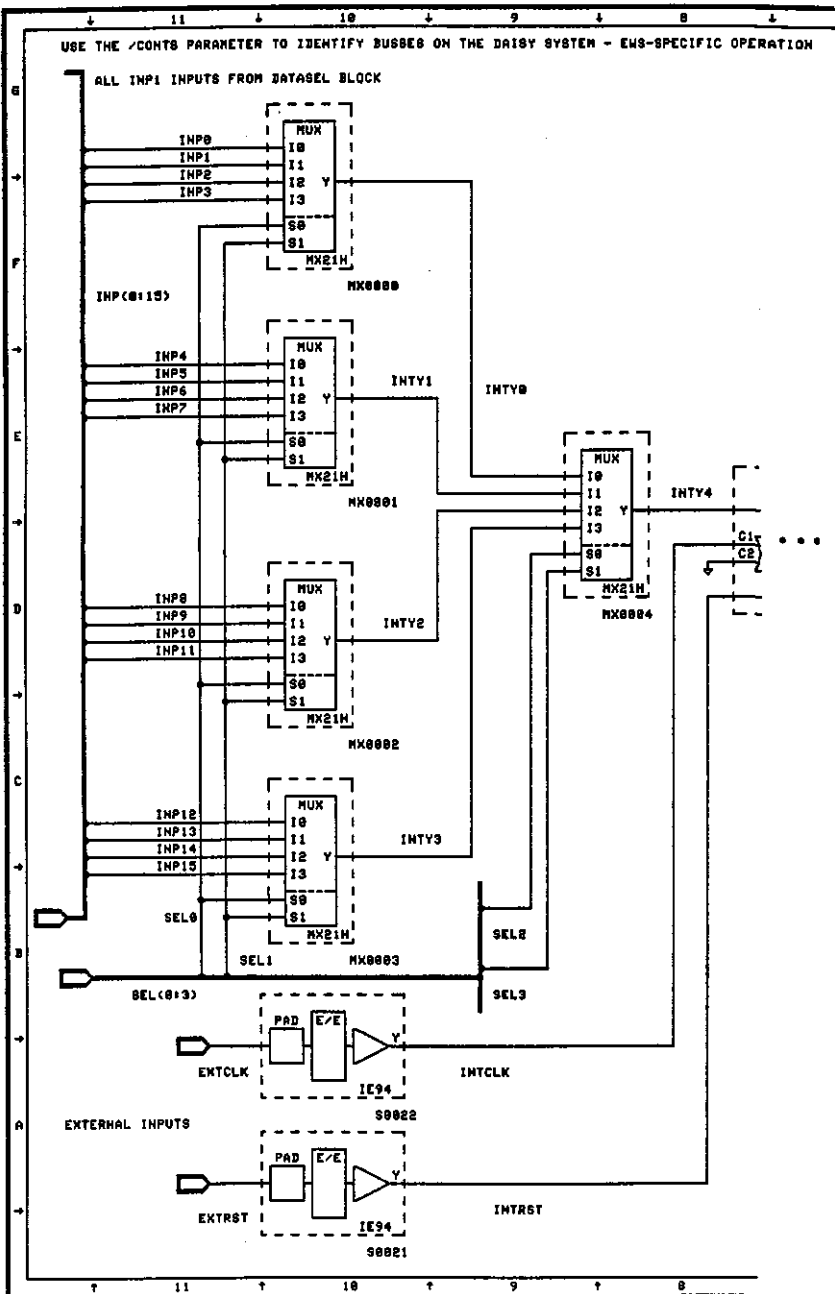 11 10 9 8
USE THE /CONTS PARAMETER TO IDENTIFY BUSSES ON THE DAISY SYSTEM - EWS-SPECIFIC OPERATION
G
ALL INP1 INPUTS FROM DATASEL BLOCK
MUX
INP0 I0
INP1 I1
INP2 I2 Y
INP3 I3
S0
S1
F
MX21H
MX0000
INP(0:15)
MUX
INP4 I0
INP5 I1
INP6 I2 Y
INP7 I3
INTY1
INTY0
E
S0
S1
MX21H
MX0001
MUX
I0
I1
I2 Y
I3
INTY4
S0
S1
MX21H
MX0004
C1
C2
...
D
MUX
INP8 I0
INP9 I1
INP10 I2 Y
INP11 I3
INTY2
S0
S1
MX21H
MX0002
C
MUX
INP12 I0
INP13 I1
INP14 I2 Y
INP15 I3
INTY3
S0
S1
SEL0
MX21H
SEL2
B
SEL1
MX0003
SEL(0:3)
SEL3
PAD E/E Y
EXTCLK
INTCLK
IE94
S0022
A
EXTERNAL INPUTS
PAD E/E Y
EXTRST
INTRST
IE94
S0021
11 10 9 8